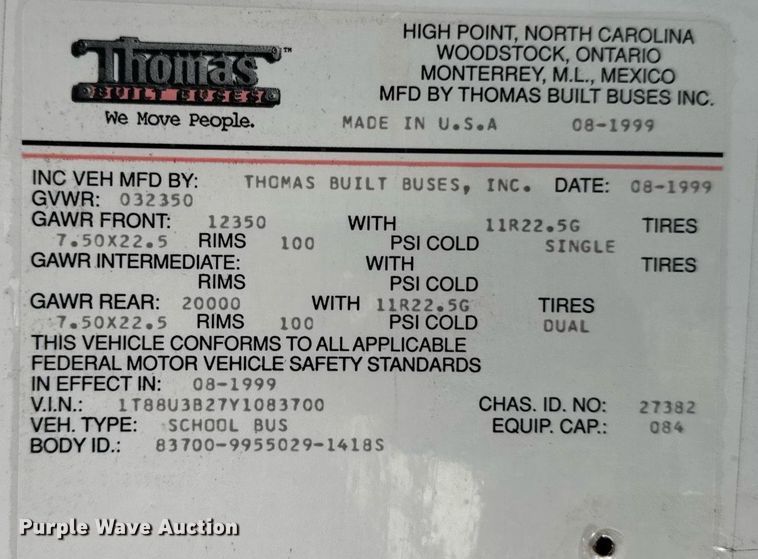 Thomas™
BUILT BUSES
We Move People.
HIGH POINT, NORTH CAROLINA
WOODSTOCK, ONTARIO
MONTERREY, M.L., MEXICO
MFD BY THOMAS BUILT BUSES INC.
MADE IN U.S.A 08-1999
INC VEH MFD BY: THOMAS BUILT BUSES, INC. DATE: 08-1999
GVWR: 032350
GAWR FRONT: 12350 WITH 11R22.5G TIRES
7.50X22.5 RIMS 100 PSI COLD SINGLE
GAWR INTERMEDIATE: WITH TIRES
RIMS PSI COLD
GAWR REAR: 20000 WITH 11R22.5G TIRES
7.50X22.5 RIMS 100 PSI COLD DUAL
THIS VEHICLE CONFORMS TO ALL APPLICABLE
FEDERAL MOTOR VEHICLE SAFETY STANDARDS
IN EFFECT IN: 08-1999
V.I.N.: 1T88U3B27Y1083700 CHAS. ID. NO: 27382
VEH. TYPE: SCHOOL BUS EQUIP. CAP.: 084
BODY ID.: 83700-9955029-1418S
Purple Wave Auction